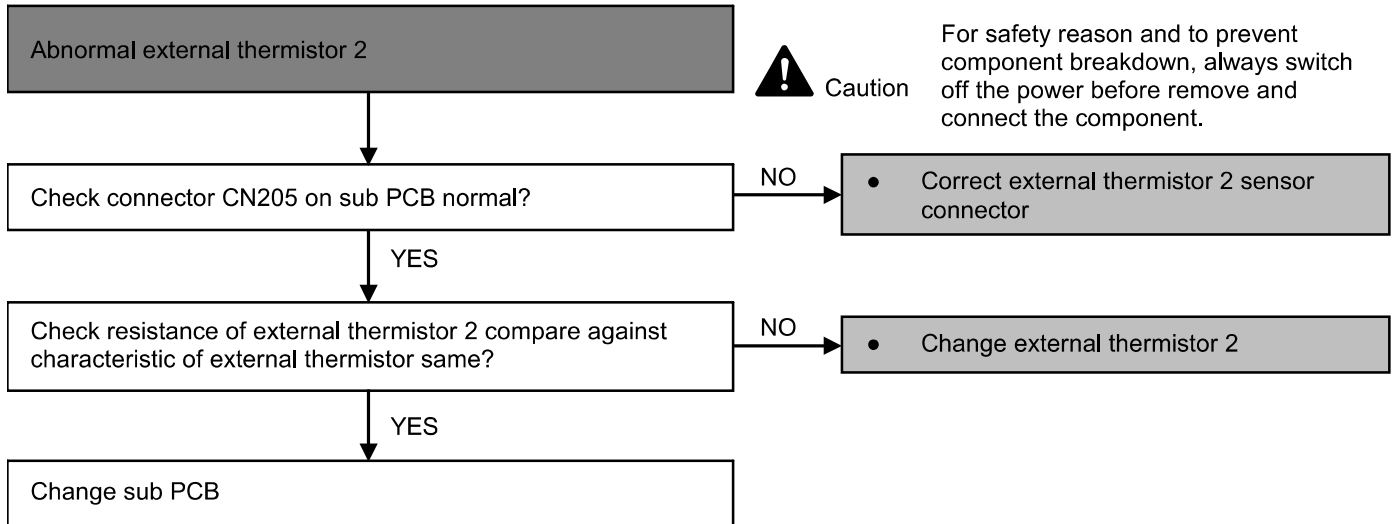 Abnormal external thermistor 2
Caution
For safety reason and to prevent
component breakdown, always switch
off the power before remove and
connect the component.
Check connector CN205 on sub PCB normal?
NO
● Correct external thermistor 2 sensor
connector
YES
Check resistance of external thermistor 2 compare against
characteristic of external thermistor same?
NO
● Change external thermistor 2
YES
Change sub PCB